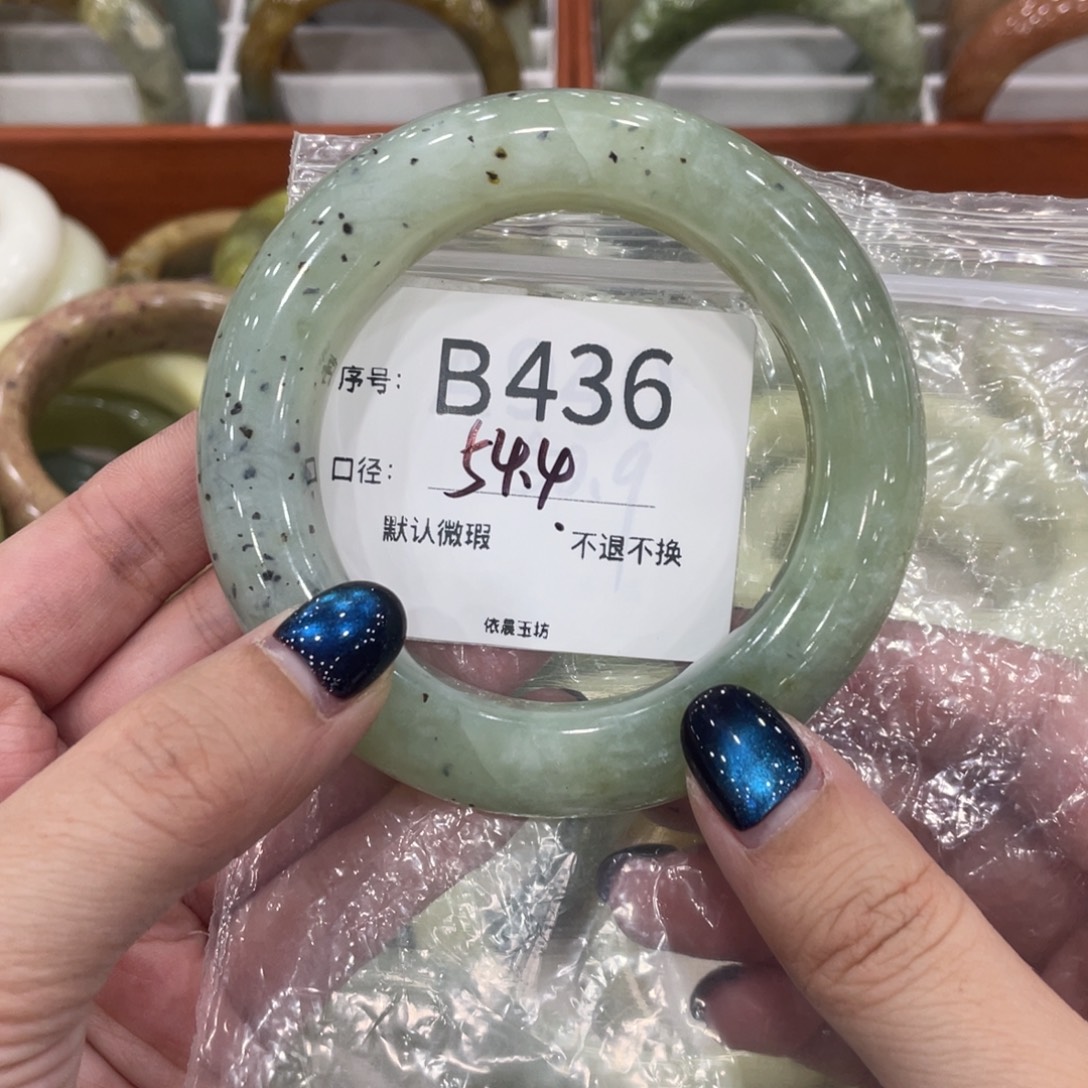 序号: B436
口径: 54.4
默认微瑕 不退不换
依晨玉坊